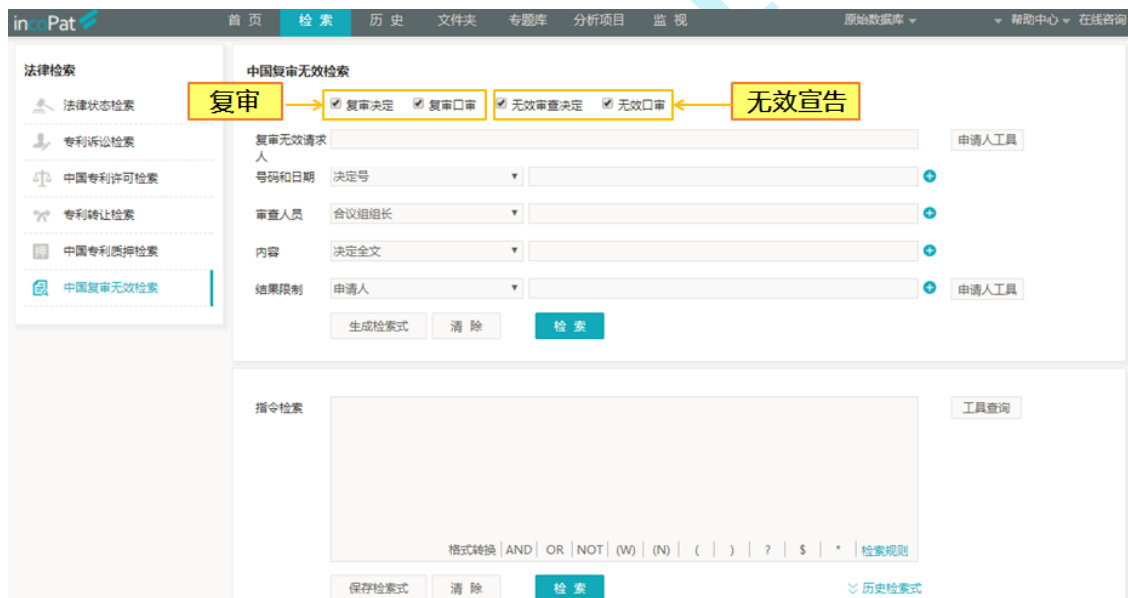 incoPat 首页 检索 历史 文件夹 专题库 分析项目 监视 原始数据库 帮助中心 在线咨询
法律检索
法律状态检索
专利诉讼检索
中国专利许可检索
专利转让检索
中国专利质押检索
中国复审无效检索
中国复审无效检索
复审 复审决定 复审口审 无效审查决定 无效口审 无效宣告
复审无效请求人 申请人工具
号码和日期 决定号
审查人员 合议组组长
内容 决定全文
结果限制 申请人 申请人工具
生成检索式 清除 检索
指令检索 工具查询
格式转换 AND OR NOT (W) (N) ( ) ? $ * 检索规则
保存检索式 清除 检索 历史检索式